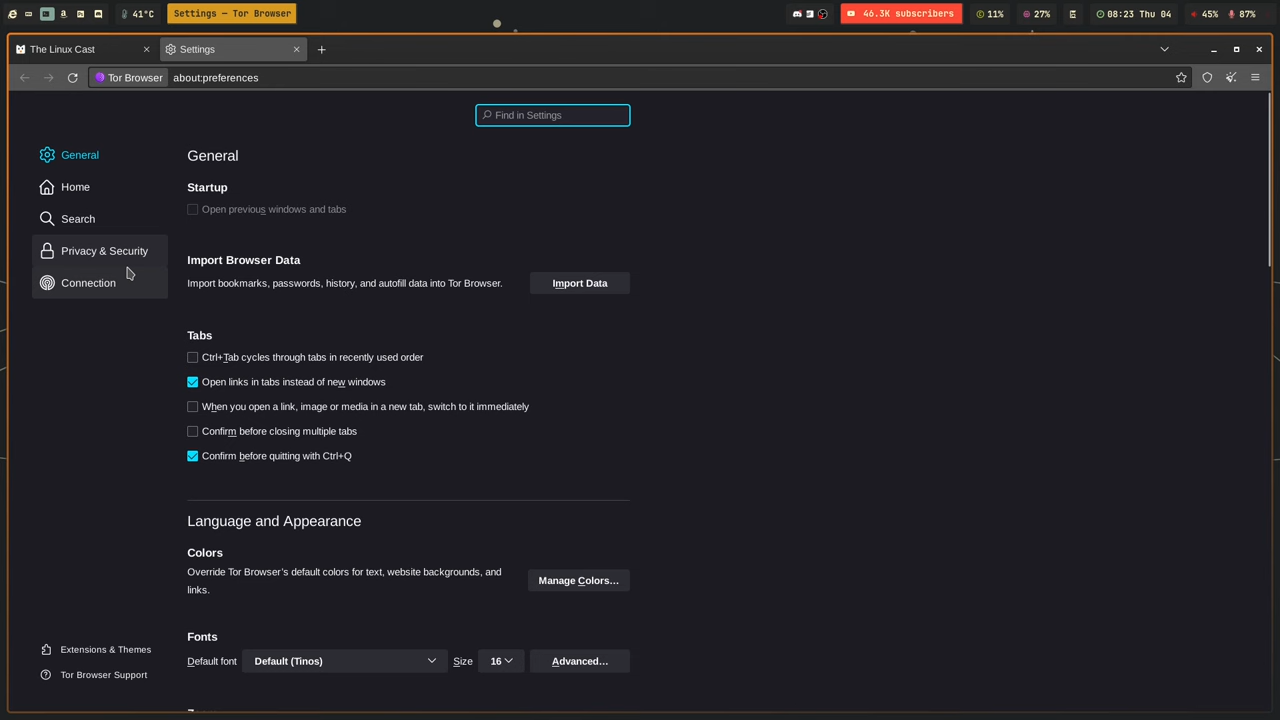 41°C
Settings — Tor Browser
46.3K subscribers
11%
27%
08:23 Thu 04
45%
87%
The Linux Cast
Settings
Tor Browser
about:preferences
Find in Settings
General
Home
Search
Privacy & Security
Connection
General
Startup
Open previous windows and tabs
Import Browser Data
Import bookmarks, passwords, history, and autofill data into Tor Browser.
Import Data
Tabs
Ctrl+Tab cycles through tabs in recently used order
Open links in tabs instead of new windows
When you open a link, image or media in a new tab, switch to it immediately
Confirm before closing multiple tabs
Confirm before quitting with Ctrl+Q
Language and Appearance
Colors
Override Tor Browser’s default colors for text, website backgrounds, and
links.
Manage Colors…
Fonts
Default font
Default (Tinos)
Size
16
Advanced…
Extensions & Themes
Tor Browser Support